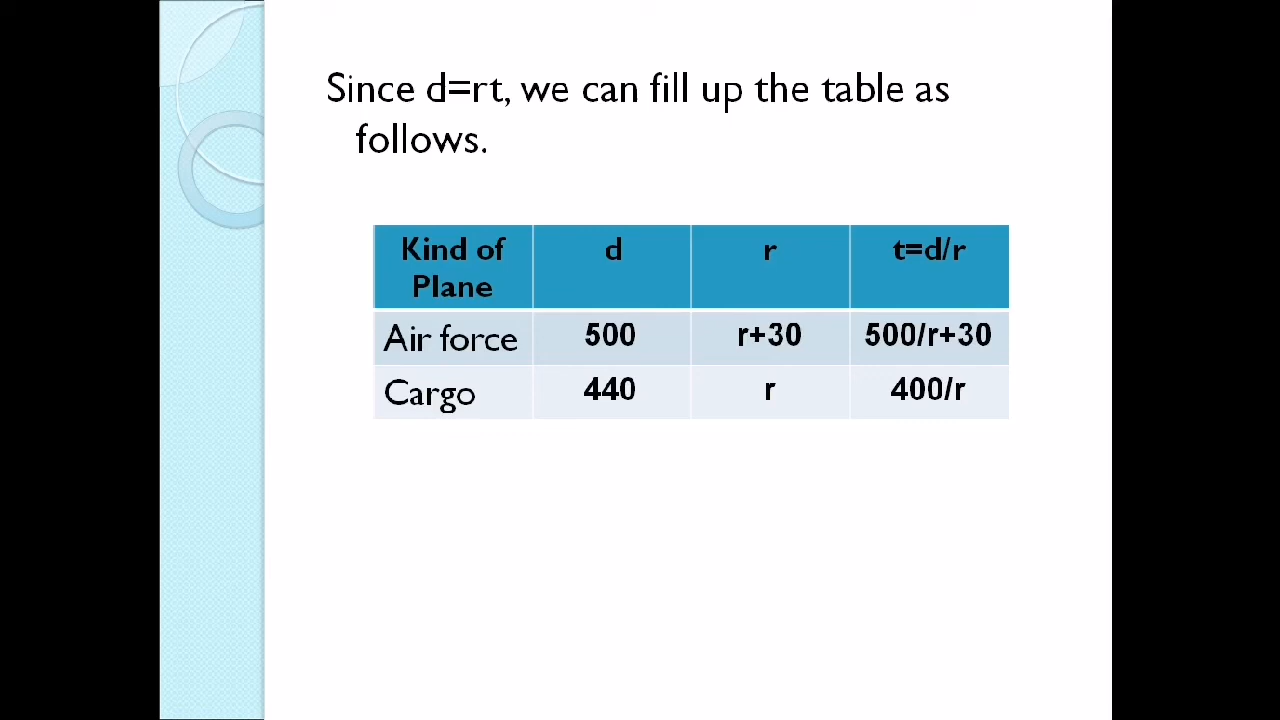 Since d=rt, we can fill up the table as
follows.
Kind of Plane d r t=d/r
Air force 500 r+30 500/r+30
Cargo 440 r 400/r